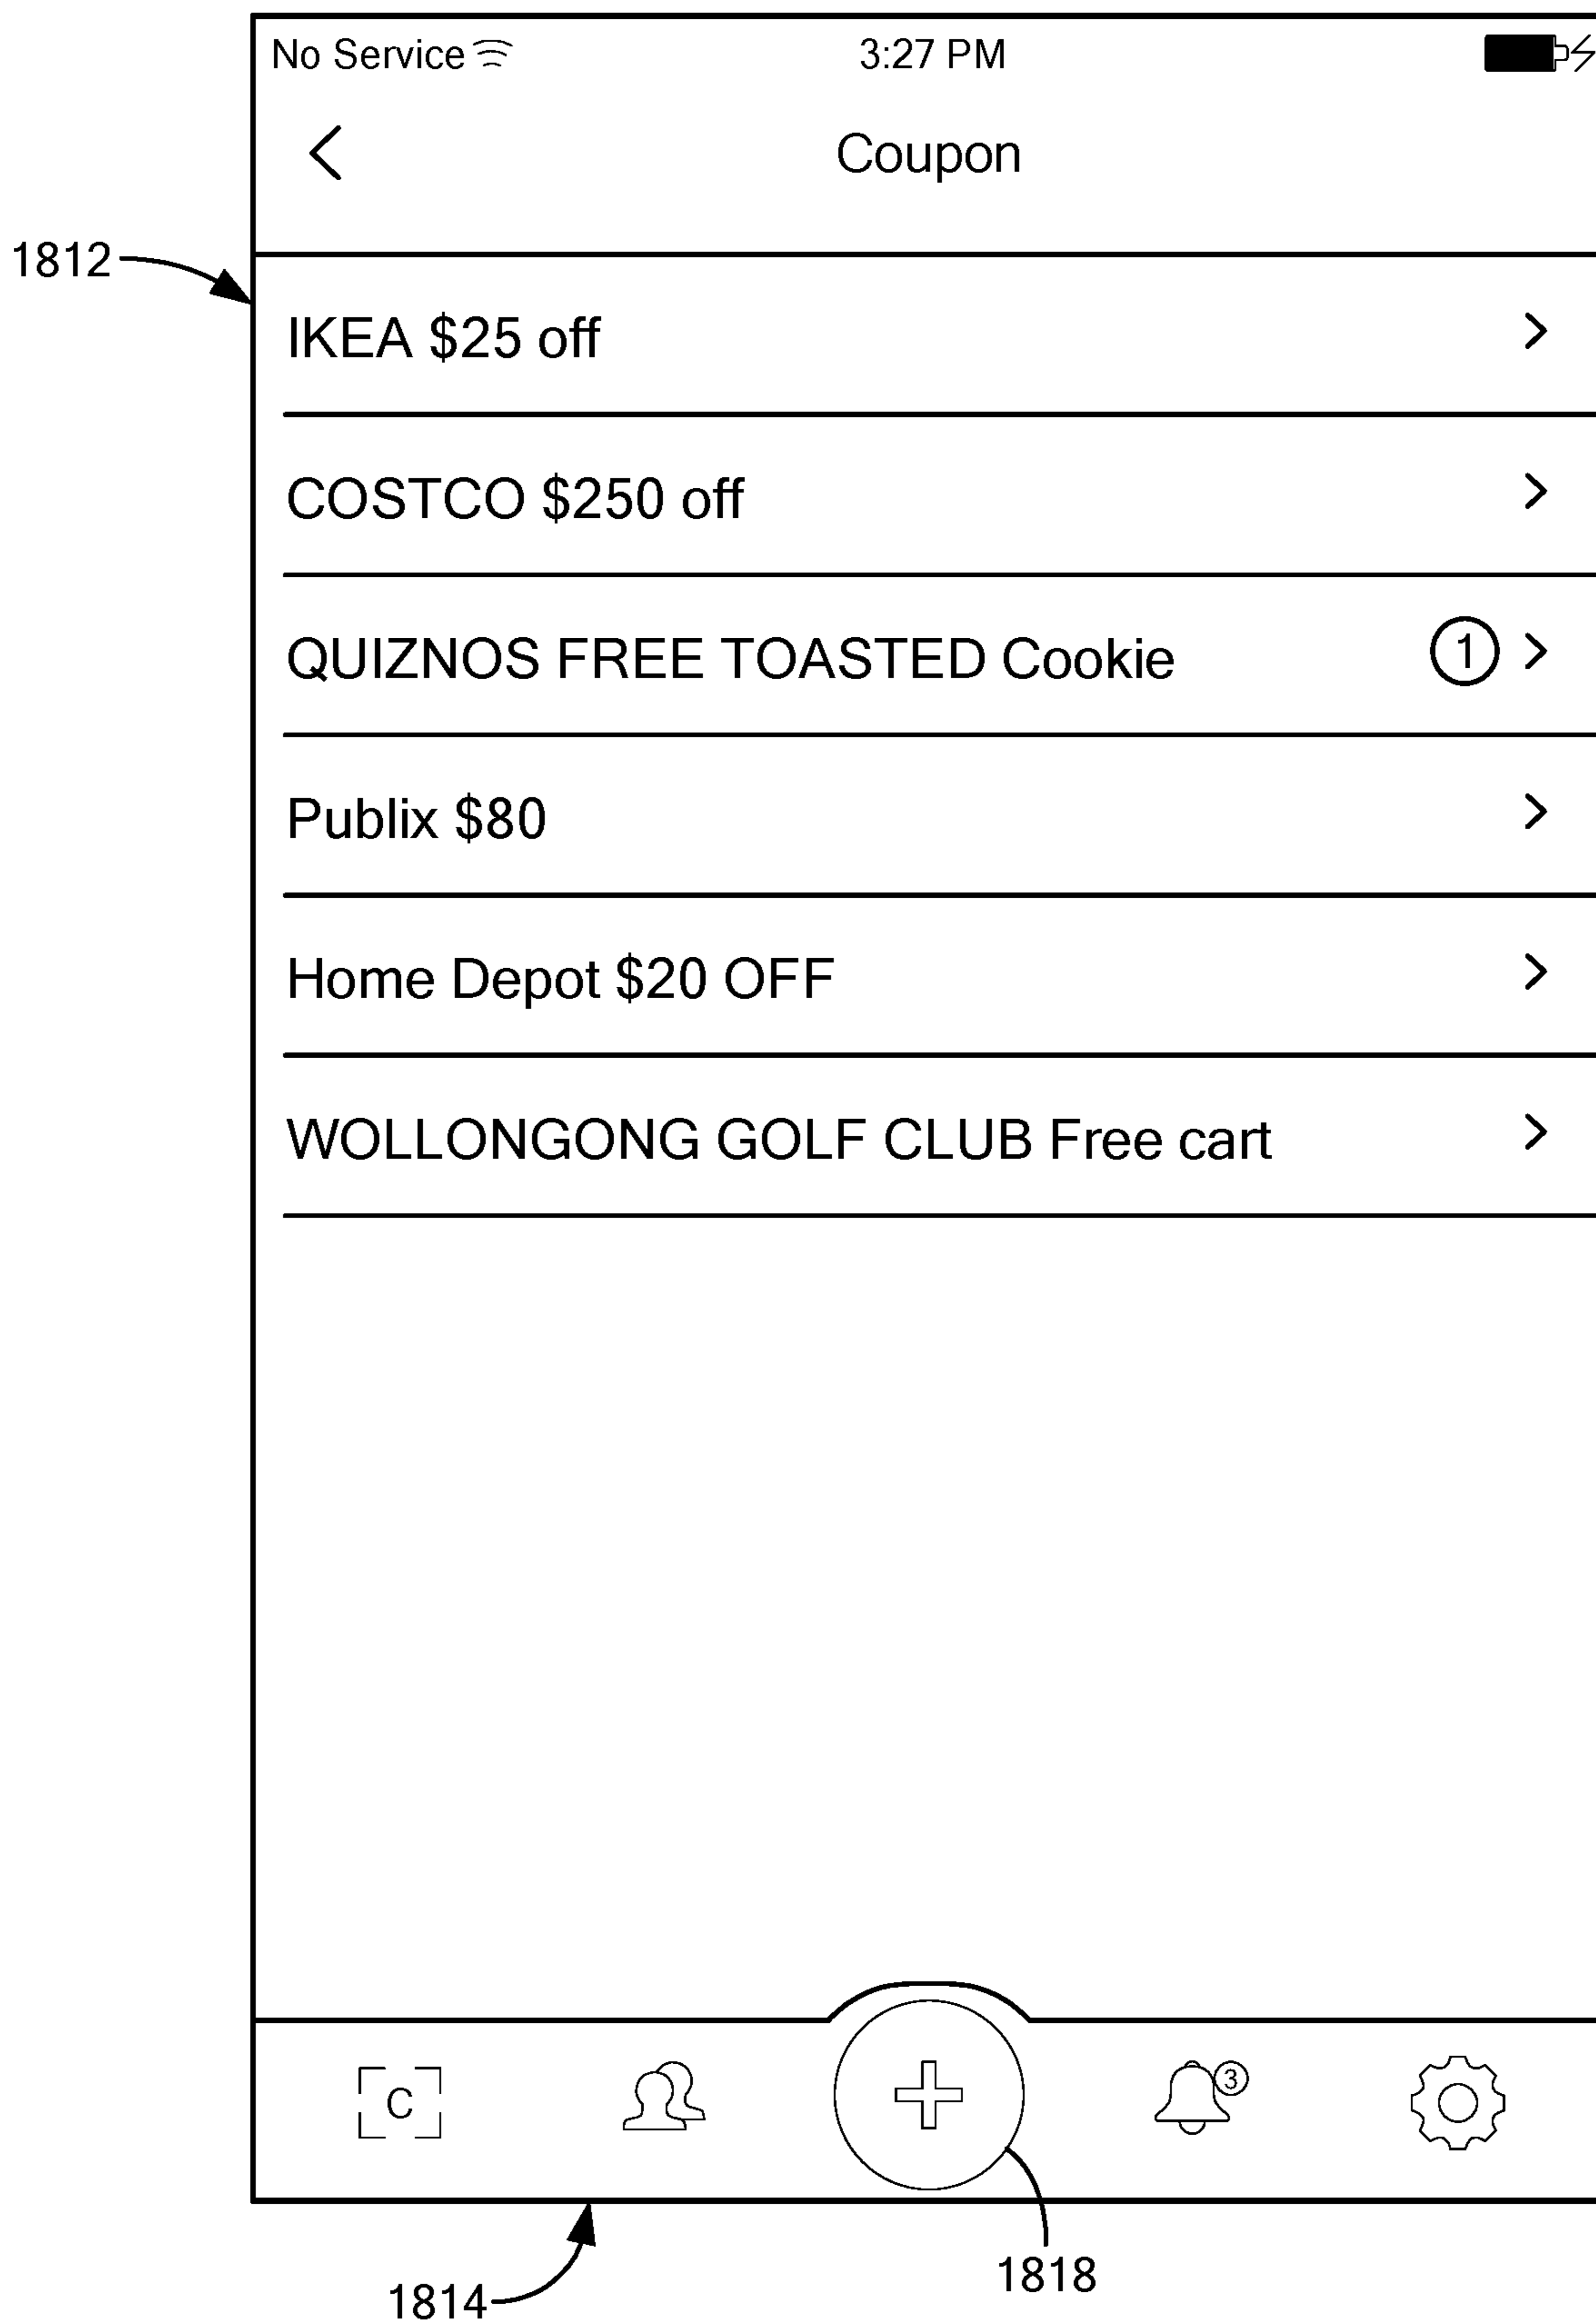 No Service 3:27 PM
Coupon
1812
IKEA $25 off
COSTCO $250 off
QUIZNOS FREE TOASTED Cookie 1
Publix $80
Home Depot $20 OFF
WOLLONGONG GOLF CLUB Free cart
C 3
1814 1818